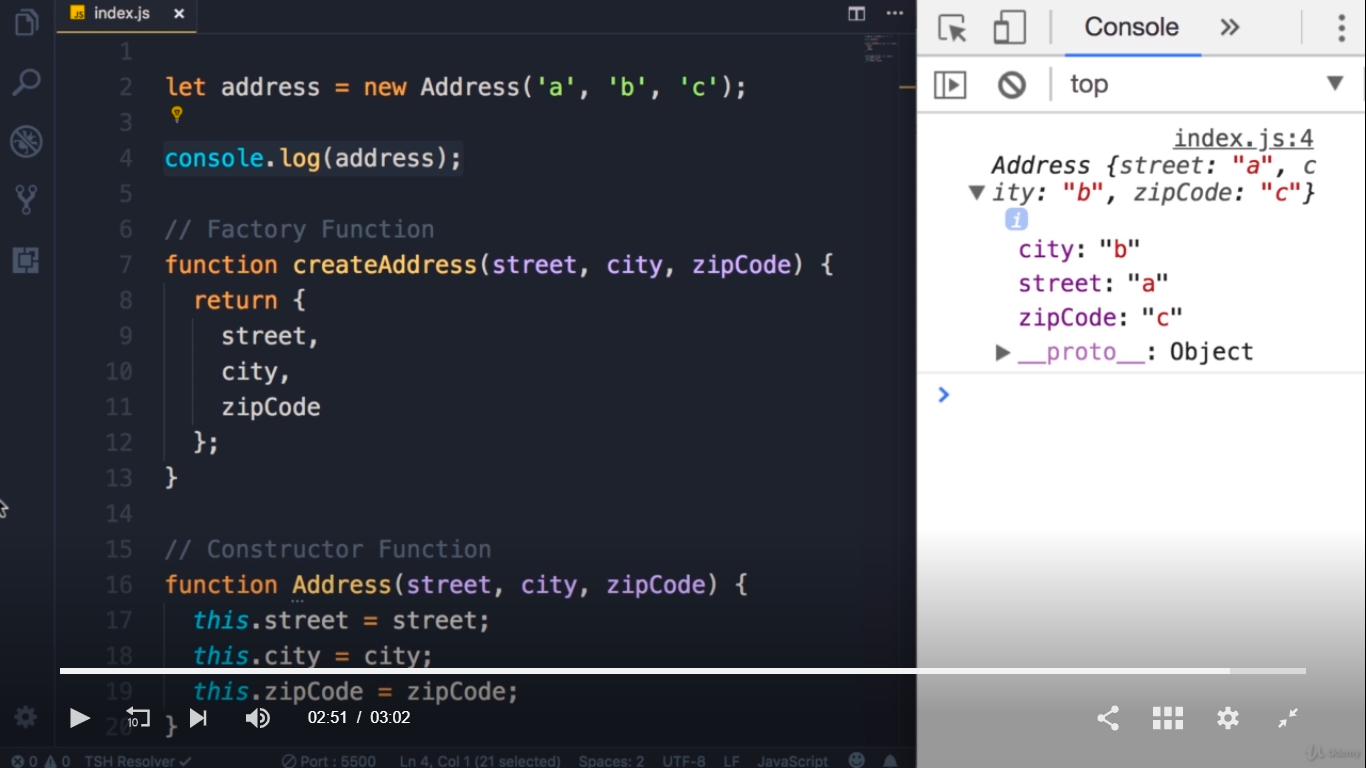 JS index.js ×
1
2 let address = new Address('a', 'b', 'c');
3
4 console.log(address);
5
6 // Factory Function
7 function createAddress(street, city, zipCode) {
8 return {
9 street,
10 city,
11 zipCode
12 };
13 }
14
15 // Constructor Function
16 function Address(street, city, zipCode) {
17 this.street = street;
18 this.city = city;
19 this.zipCode = zipCode;
20 }
10 02:51 / 03:02
0 0 TSH Resolver Port : 5500 Ln 4, Col 1 (21 selected) Spaces: 2 UTF-8 LF JavaScript
Console »
top
index.js:4
Address {street: "a", c
ity: "b", zipCode: "c"}
i
city: "b"
street: "a"
zipCode: "c"
__proto__: Object
Udemy